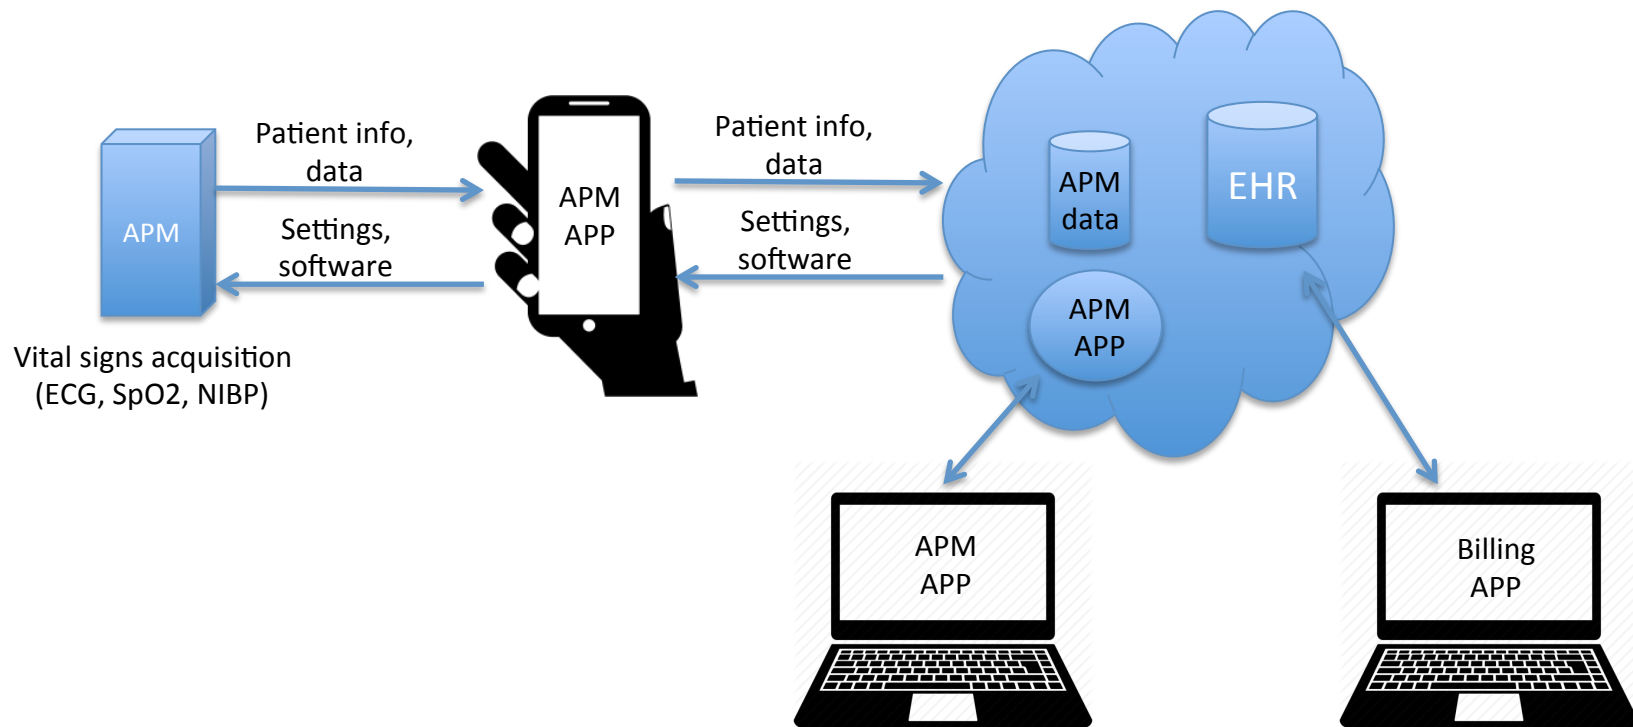 APM
Vital signs acquisition
(ECG, SpO2, NIBP)
Patient info,
data
Settings,
software
APM
APP
Patient info,
data
Settings,
software
APM
data
EHR
APM
APP
APM
APP
Billing
APP